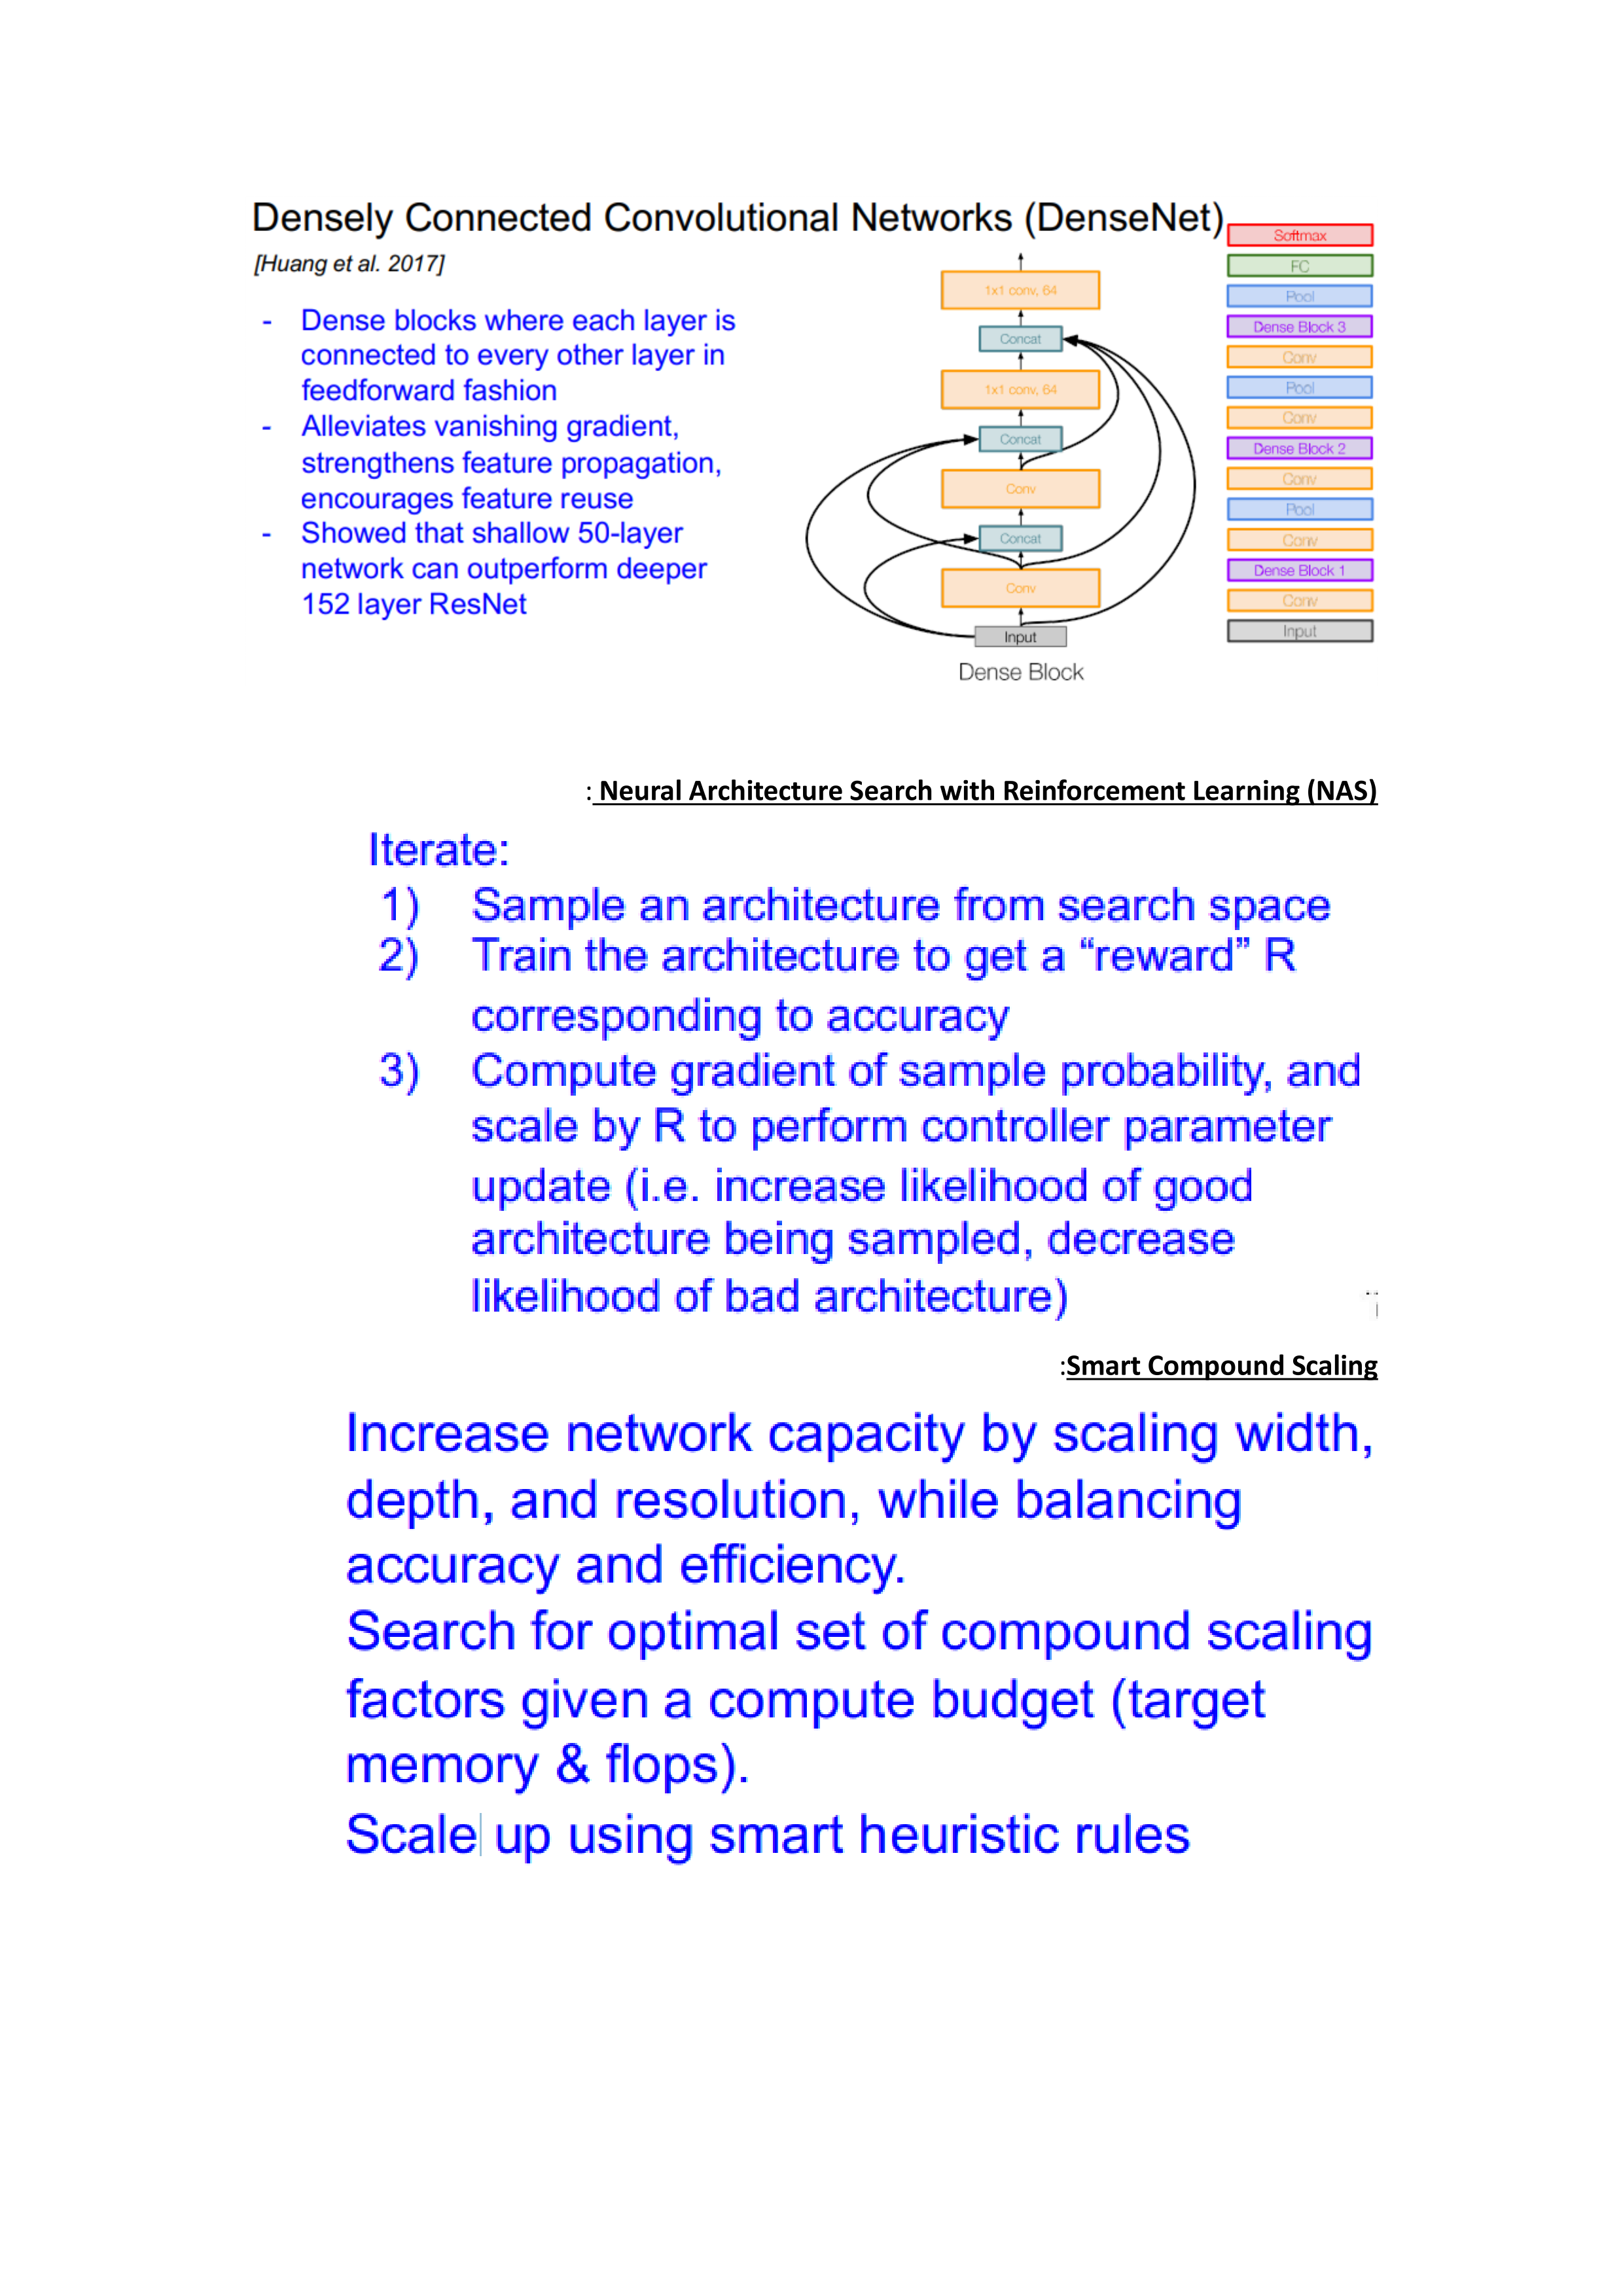 Densely Connected Convolutional Networks (DenseNet)
[Huang et al. 2017]
- Dense blocks where each layer is
connected to every other layer in
feedforward fashion
- Alleviates vanishing gradient,
strengthens feature propagation,
encourages feature reuse
- Showed that shallow 50-layer
network can outperform deeper
152 layer ResNet
1x1 conv, 64
Concat
1x1 conv, 64
Concat
Conv
Concat
Conv
Input
Dense Block
Softmax
FC
Pool
Dense Block 3
Conv
Pool
Conv
Dense Block 2
Conv
Pool
Conv
Dense Block 1
Conv
Input
: Neural Architecture Search with Reinforcement Learning (NAS)
Iterate:
1) Sample an architecture from search space
2) Train the architecture to get a “reward” R
corresponding to accuracy
3) Compute gradient of sample probability, and
scale by R to perform controller parameter
update (i.e. increase likelihood of good
architecture being sampled, decrease
likelihood of bad architecture)
:Smart Compound Scaling
Increase network capacity by scaling width,
depth, and resolution, while balancing
accuracy and efficiency.
Search for optimal set of compound scaling
factors given a compute budget (target
memory & flops).
Scale up using smart heuristic rules